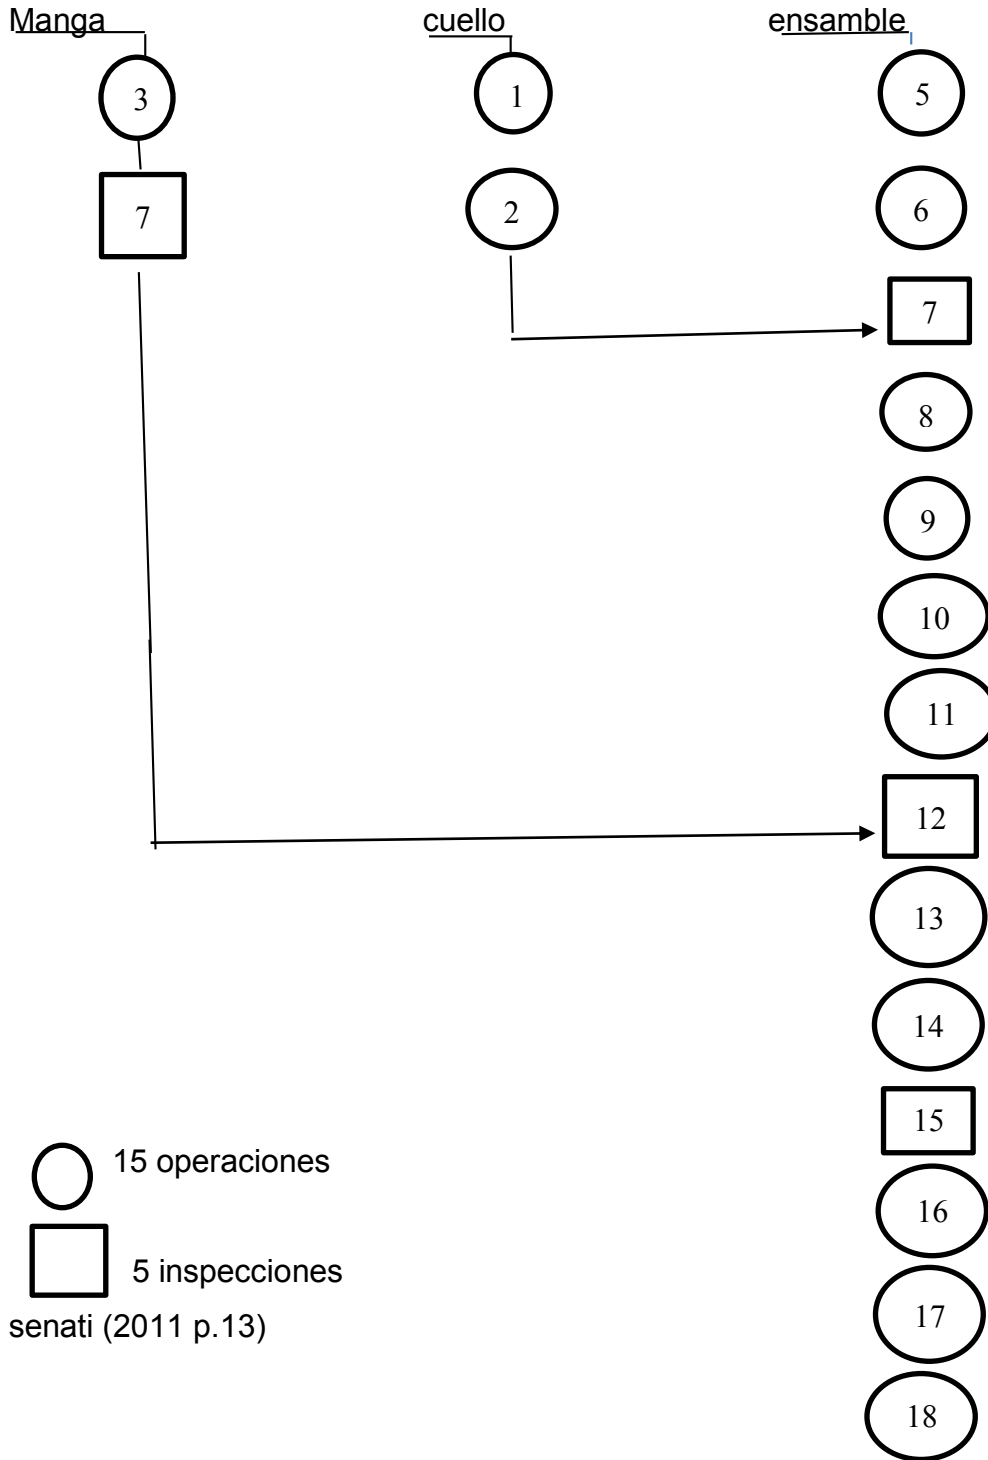 Manga cuello ensamble
3 1 5
7 2 6
7
8
9
10
11
12
13
14
15
15 operaciones
16
5 inspecciones
senati (2011 p.13)
17
18